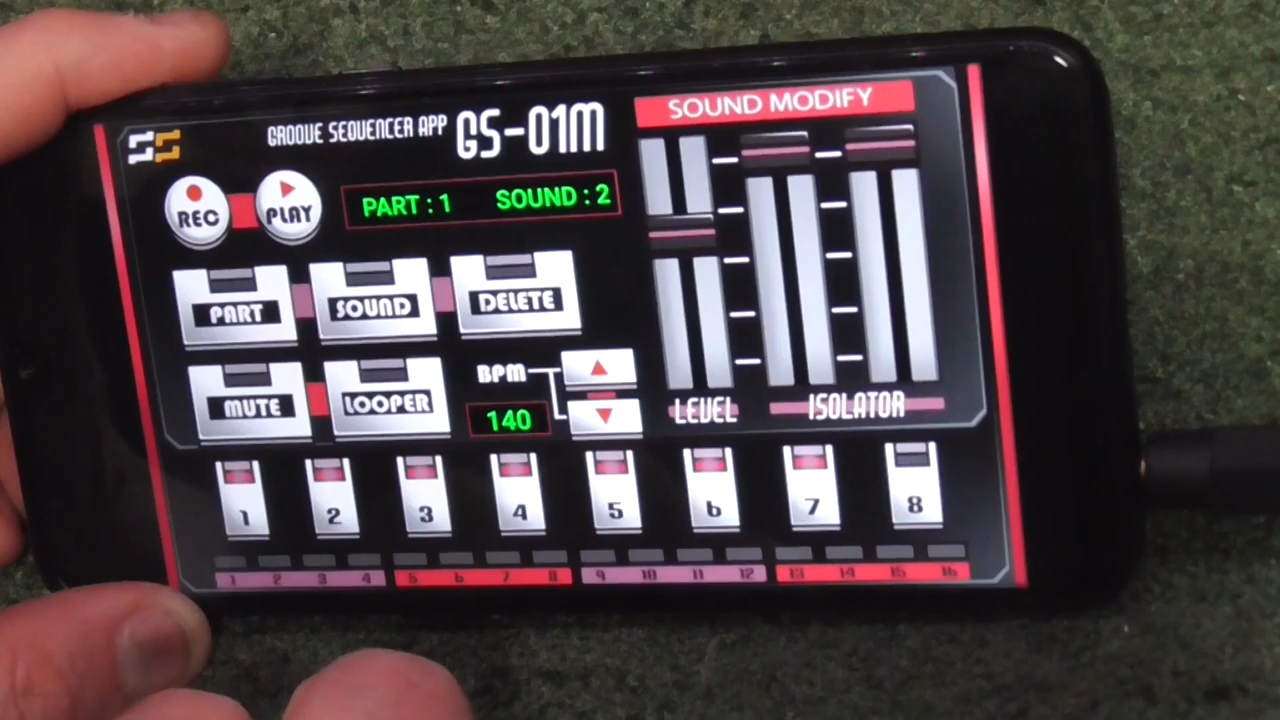 GROOVE SEQUENCER APP GS-01M
SOUND MODIFY
REC PLAY
PART : 1 SOUND : 2
PART SOUND DELETE
MUTE LOOPER
BPM
140
LEVEL ISOLATOR
1 2 3 4 5 6 7 8
1 2 3 4 5 6 7 8 9 10 11 12 13 14 15 16